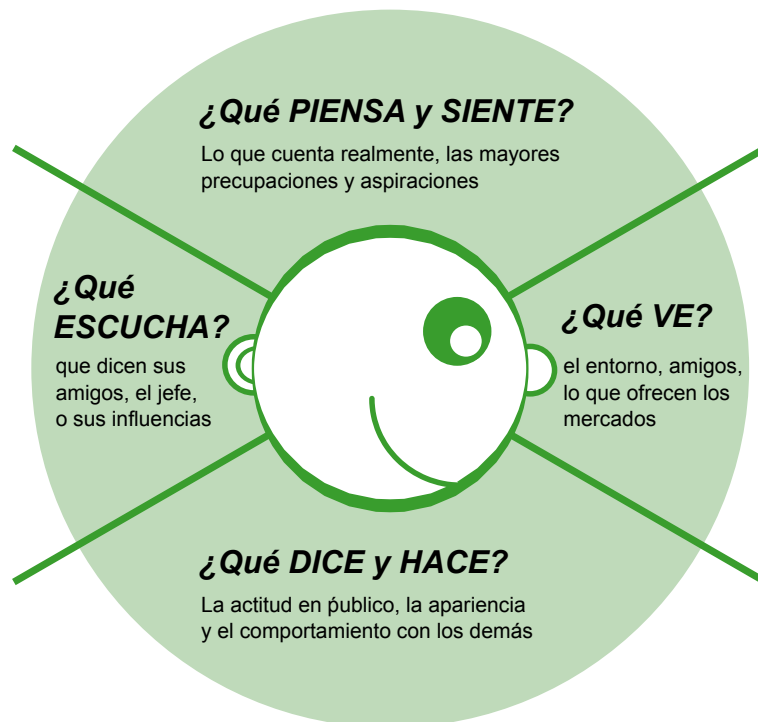 ¿Qué PIENSA y SIENTE?
Lo que cuenta realmente, las mayores
precupaciones y aspiraciones
¿Qué
ESCUCHA?
que dicen sus
amigos, el jefe,
o sus influencias
¿Qué VE?
el entorno, amigos,
lo que ofrecen los
mercados
¿Qué DICE y HACE?
La actitud en ṕublico, la apariencia
y el comportamiento con los demás